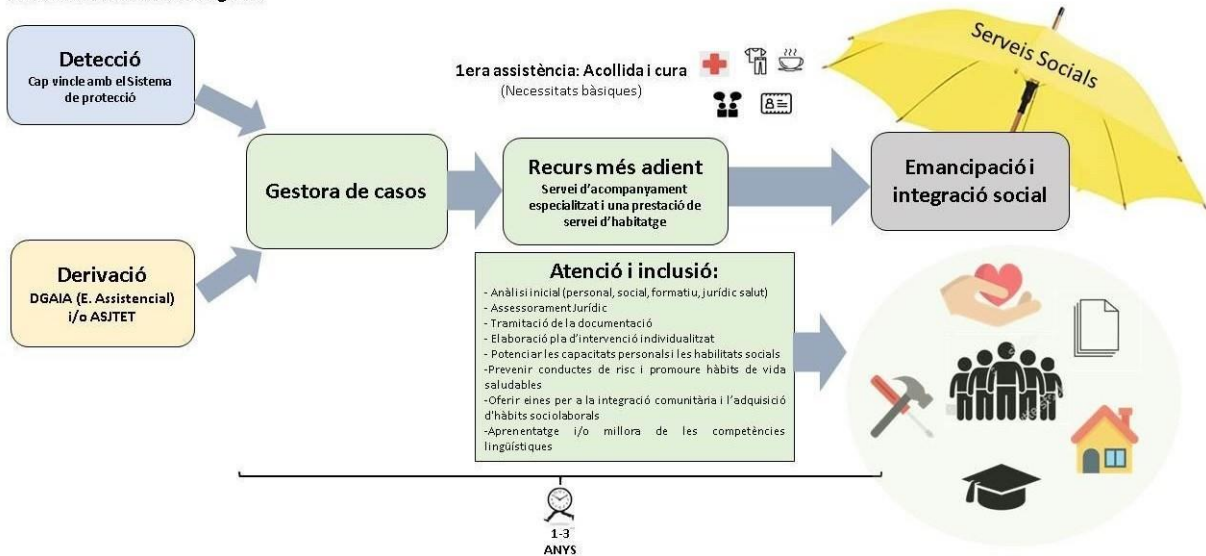 Detecció
Cap vincle amb el Sistema
de protecció
1era assistència: Acollida i cura
(Necessitats bàsiques)
Serveis Socials
Gestora de casos
Recurs més adient
Servei d'acompanyament
especialitzat i una prestació de
servei d'habitatge
Emancipació i
integració social
Derivació
DGAIA (E. Assistencial)
i/o ASJTET
Atenció i inclusió:
- Anàlisi inicial (personal, social, formatiu, jurídic salut)
- Assessorament Jurídic
- Tramitació de la documentació
- Elaboració pla d'intervenció individualitzat
- Potenciar les capacitats personals i les habilitats socials
-Prevenir conductes de risc i promoure hàbits de vida
saludables
-Oferir eines per a la integració comunitària i l'adquisició
d'hàbits sociolaborals
-Aprenentatge i/o millora de les competències
lingüístiques
1-3
ANYS